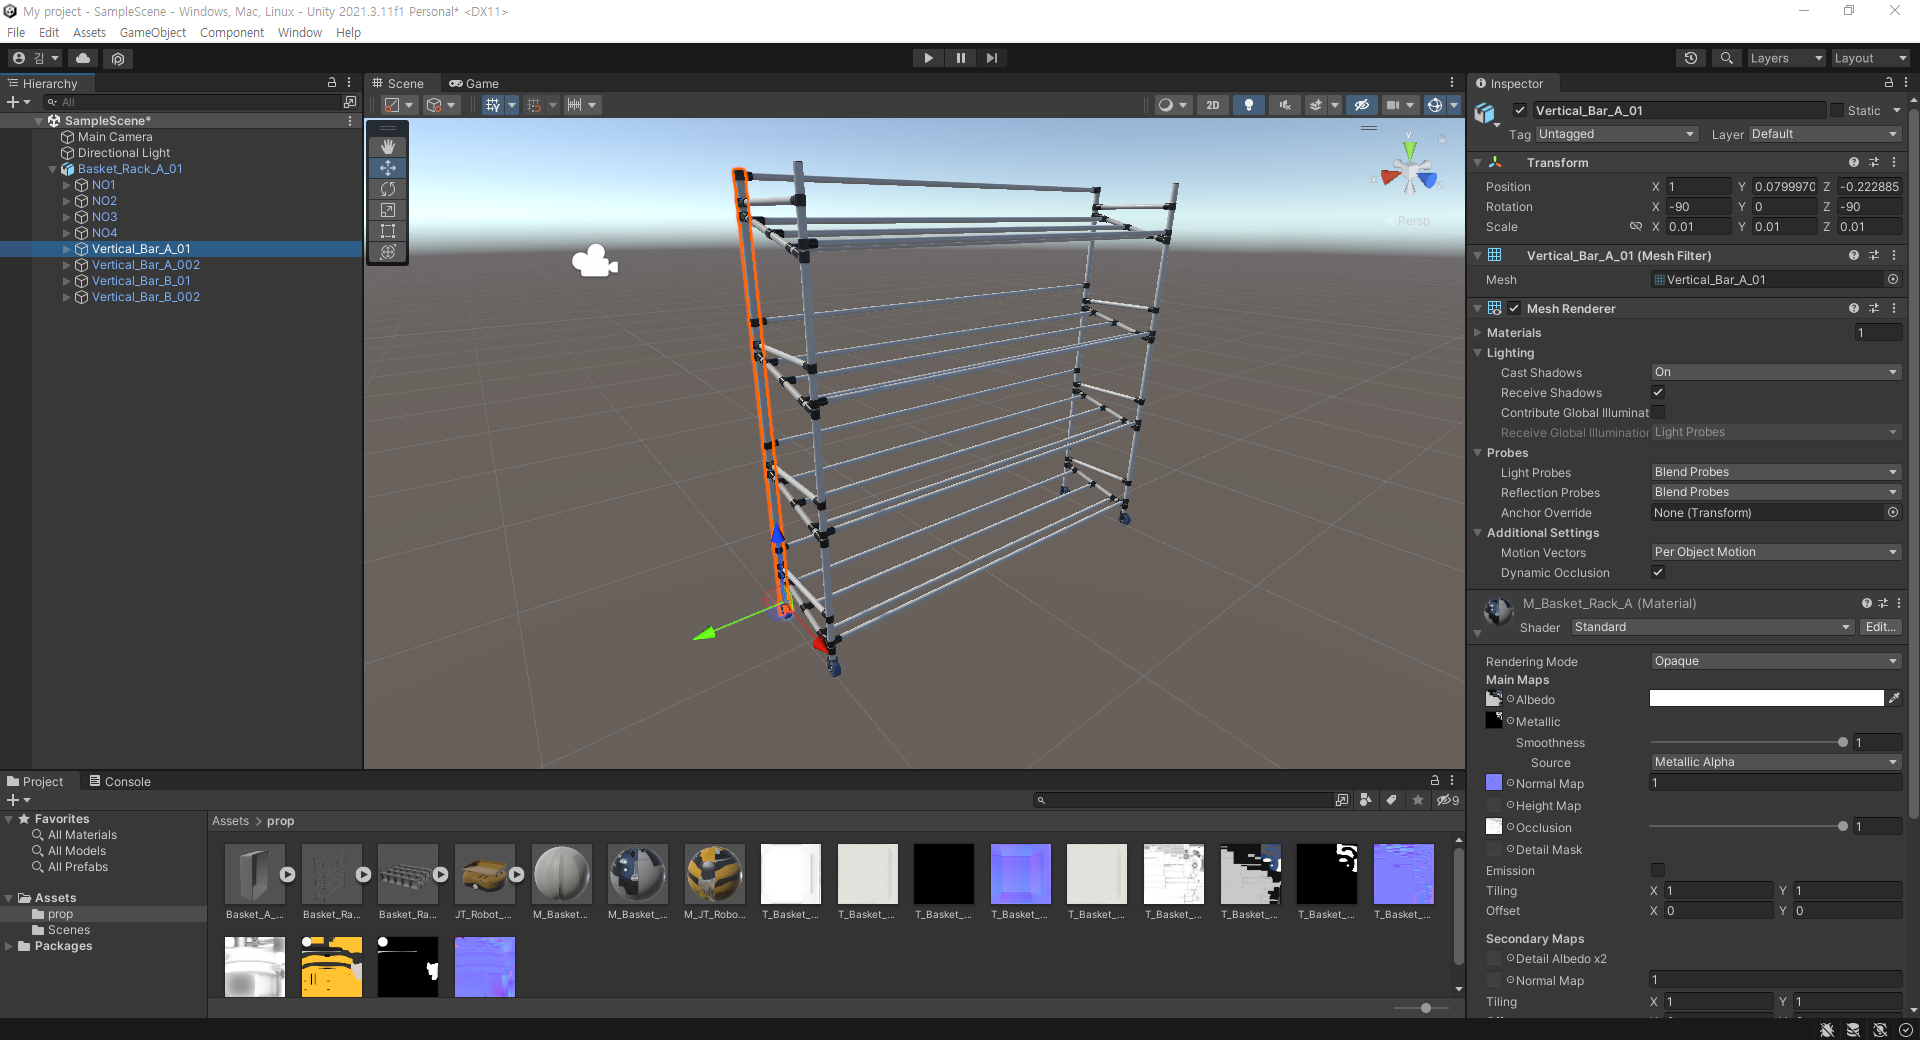 My project - SampleScene - Windows, Mac, Linux - Unity 2021.3.11f1 Personal* <DX11>
File Edit Assets GameObject Component Window Help
김 Layers Layout
Hierarchy
All
SampleScene*
Main Camera
Directional Light
Basket_Rack_A_01
NO1
NO2
NO3
NO4
Vertical_Bar_A_01
Vertical_Bar_A_002
Vertical_Bar_B_01
Vertical_Bar_B_002
Scene Game
2D
y
Persp
Inspector
Vertical_Bar_A_01 Static
Tag Untagged Layer Default
Transform
Position X 1 Y 0.0799970 Z -0.222885
Rotation X -90 Y 0 Z -90
Scale X 0.01 Y 0.01 Z 0.01
Vertical_Bar_A_01 (Mesh Filter)
Mesh Vertical_Bar_A_01
Mesh Renderer
Materials 1
Lighting
Cast Shadows On
Receive Shadows
Contribute Global Illuminat
Receive Global Illumination Light Probes
Probes
Light Probes Blend Probes
Reflection Probes Blend Probes
Anchor Override None (Transform)
Additional Settings
Motion Vectors Per Object Motion
Dynamic Occlusion
M_Basket_Rack_A (Material)
Shader Standard Edit...
Rendering Mode Opaque
Main Maps
Albedo
Metallic
Smoothness 1
Source Metallic Alpha
Normal Map 1
Height Map
Occlusion 1
Detail Mask
Emission
Tiling X 1 Y 1
Offset X 0 Y 0
Secondary Maps
Detail Albedo x2
Normal Map 1
Tiling X 1 Y 1
Project Console
9
Favorites
All Materials
All Models
All Prefabs
Assets
prop
Scenes
Packages
Assets > prop
Basket_A_... Basket_Ra... Basket_Ra... JT_Robot_... M_Basket... M_Basket_... M_JT_Robo... T_Basket_... T_Basket_... T_Basket_... T_Basket_... T_Basket_... T_Basket_... T_Basket_... T_Basket_... T_Basket_...